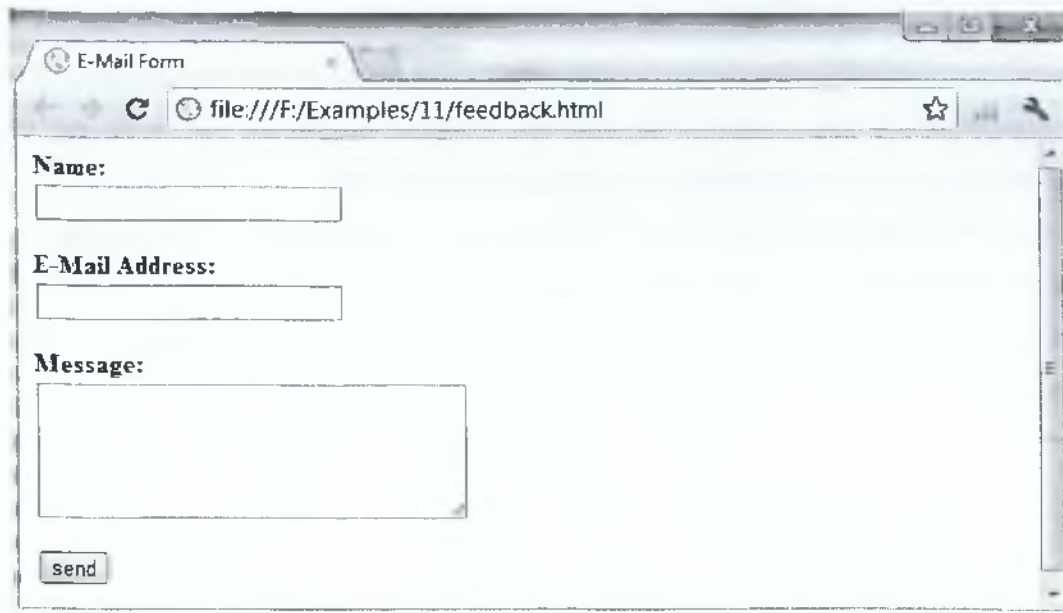 E-Mail Form
file:///F:/Examples/11/feedback.html
Name:
E-Mail Address:
Message:
send